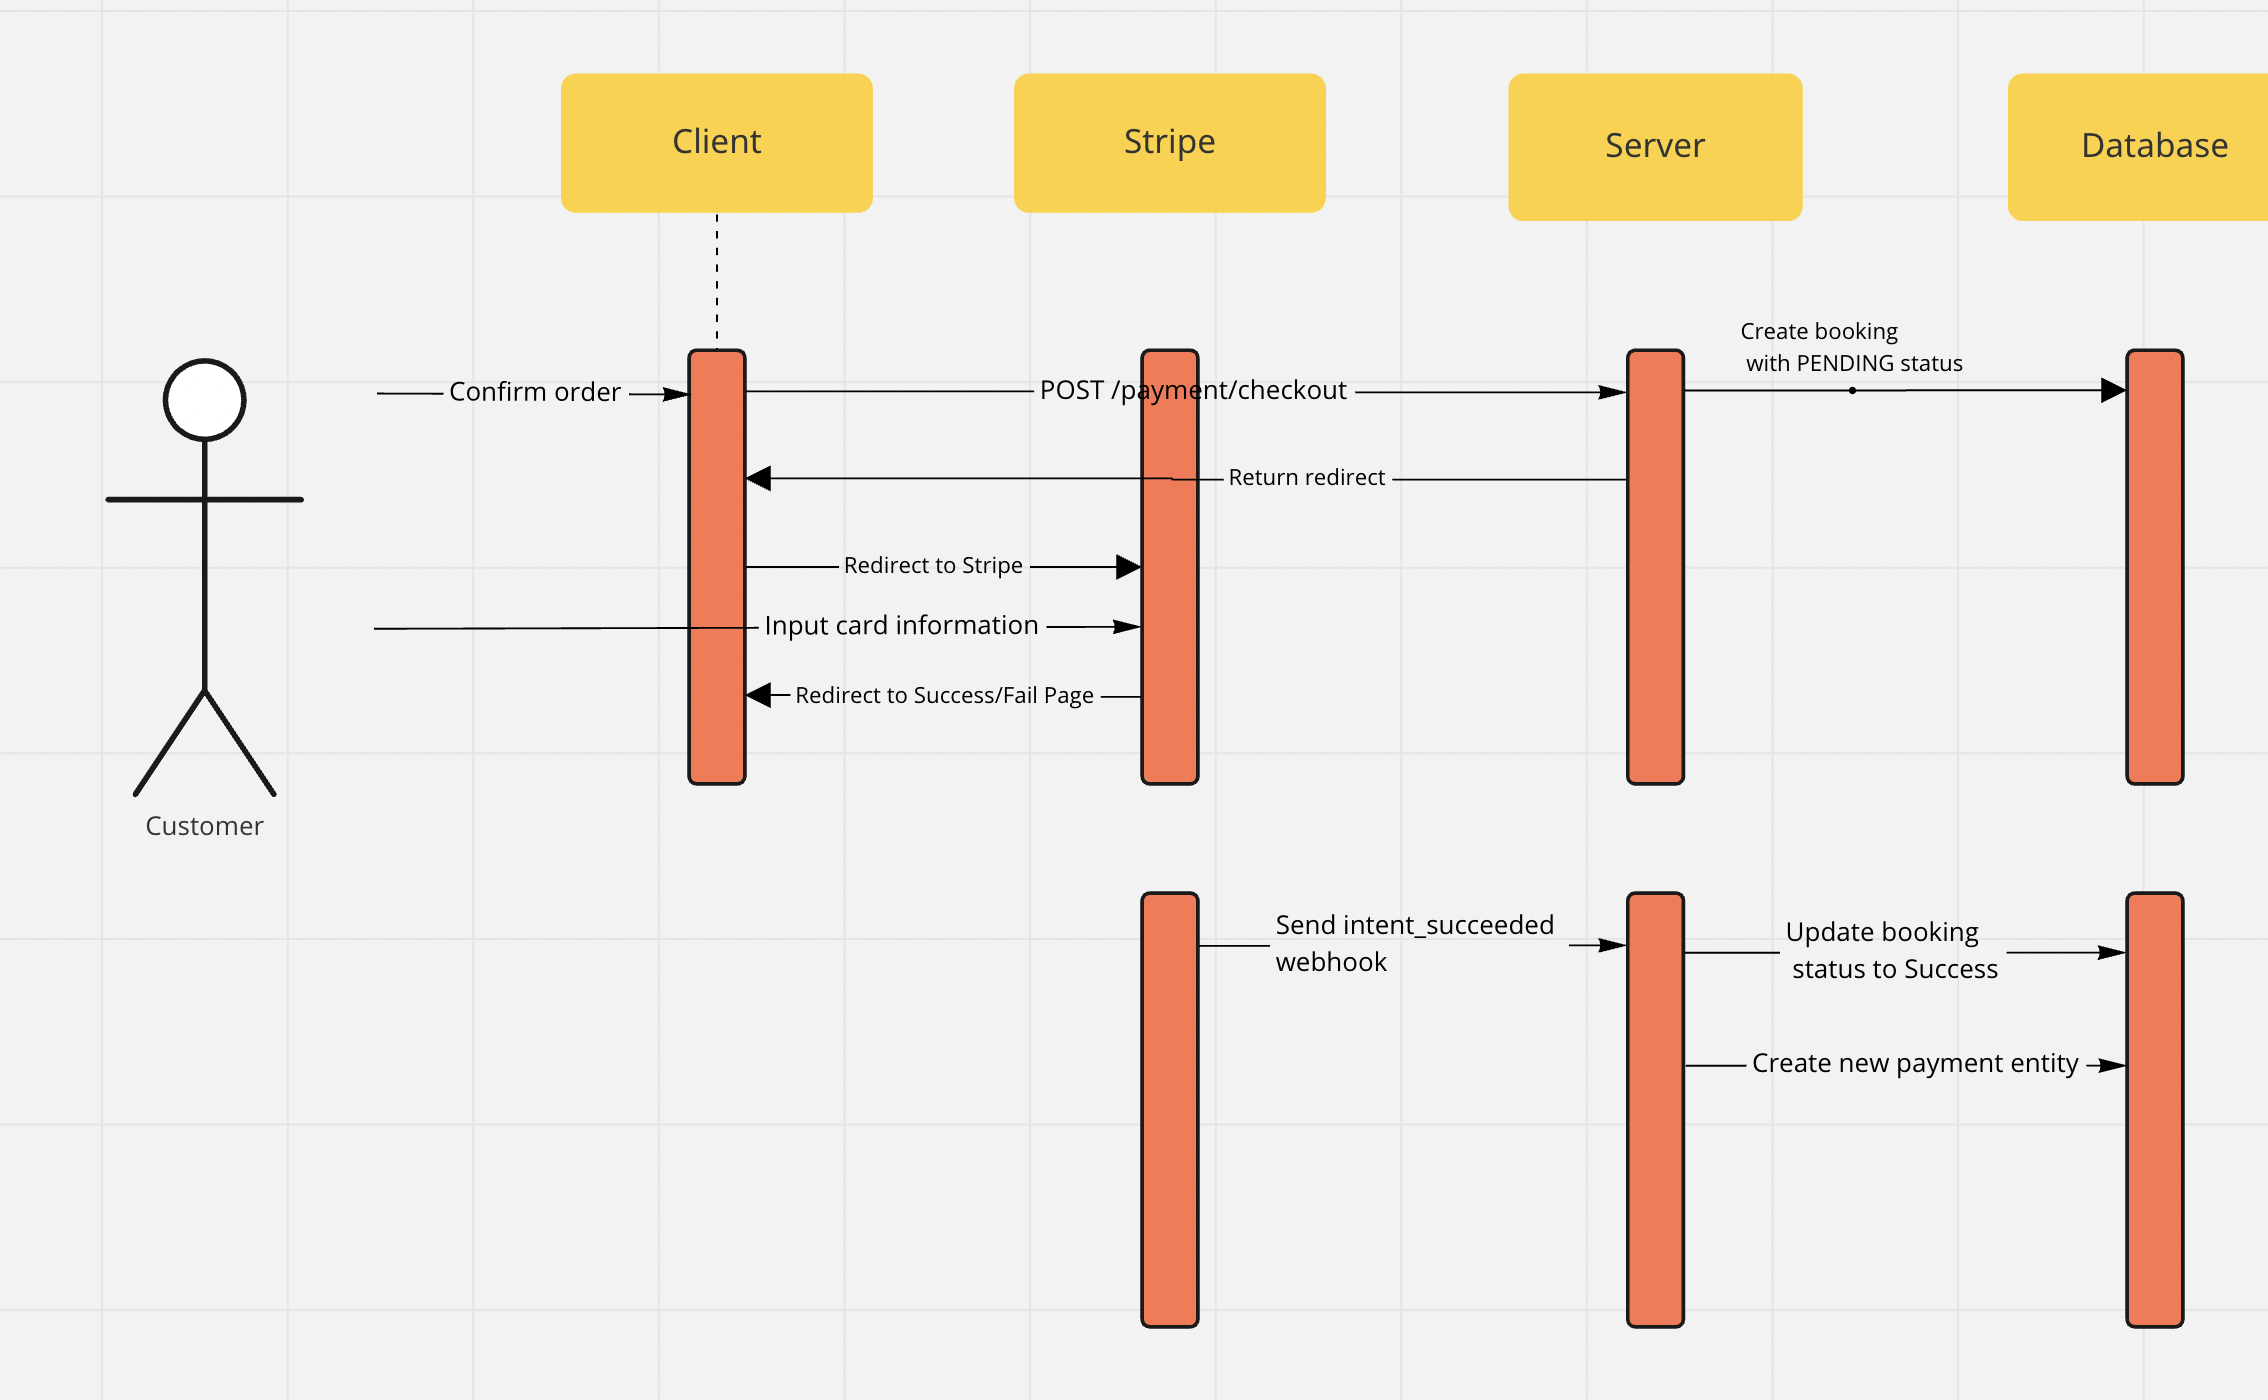 Client
Stripe
Server
Database
Create booking
with PENDING status
Confirm order
POST /payment/checkout
Return redirect
Redirect to Stripe
Input card information
Redirect to Success/Fail Page
Customer
Send intent_succeeded
webhook
Update booking
status to Success
Create new payment entity